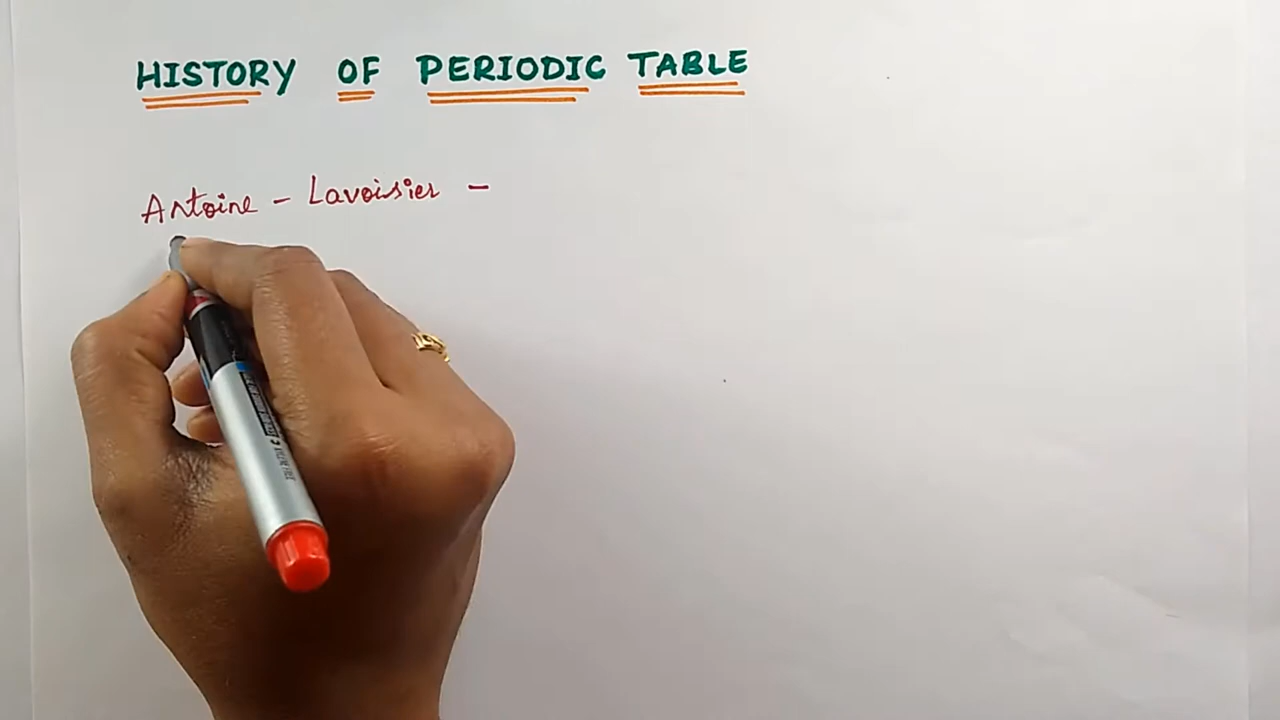 HISTORY OF PERIODIC TABLE
Antoine - Lavoisier -